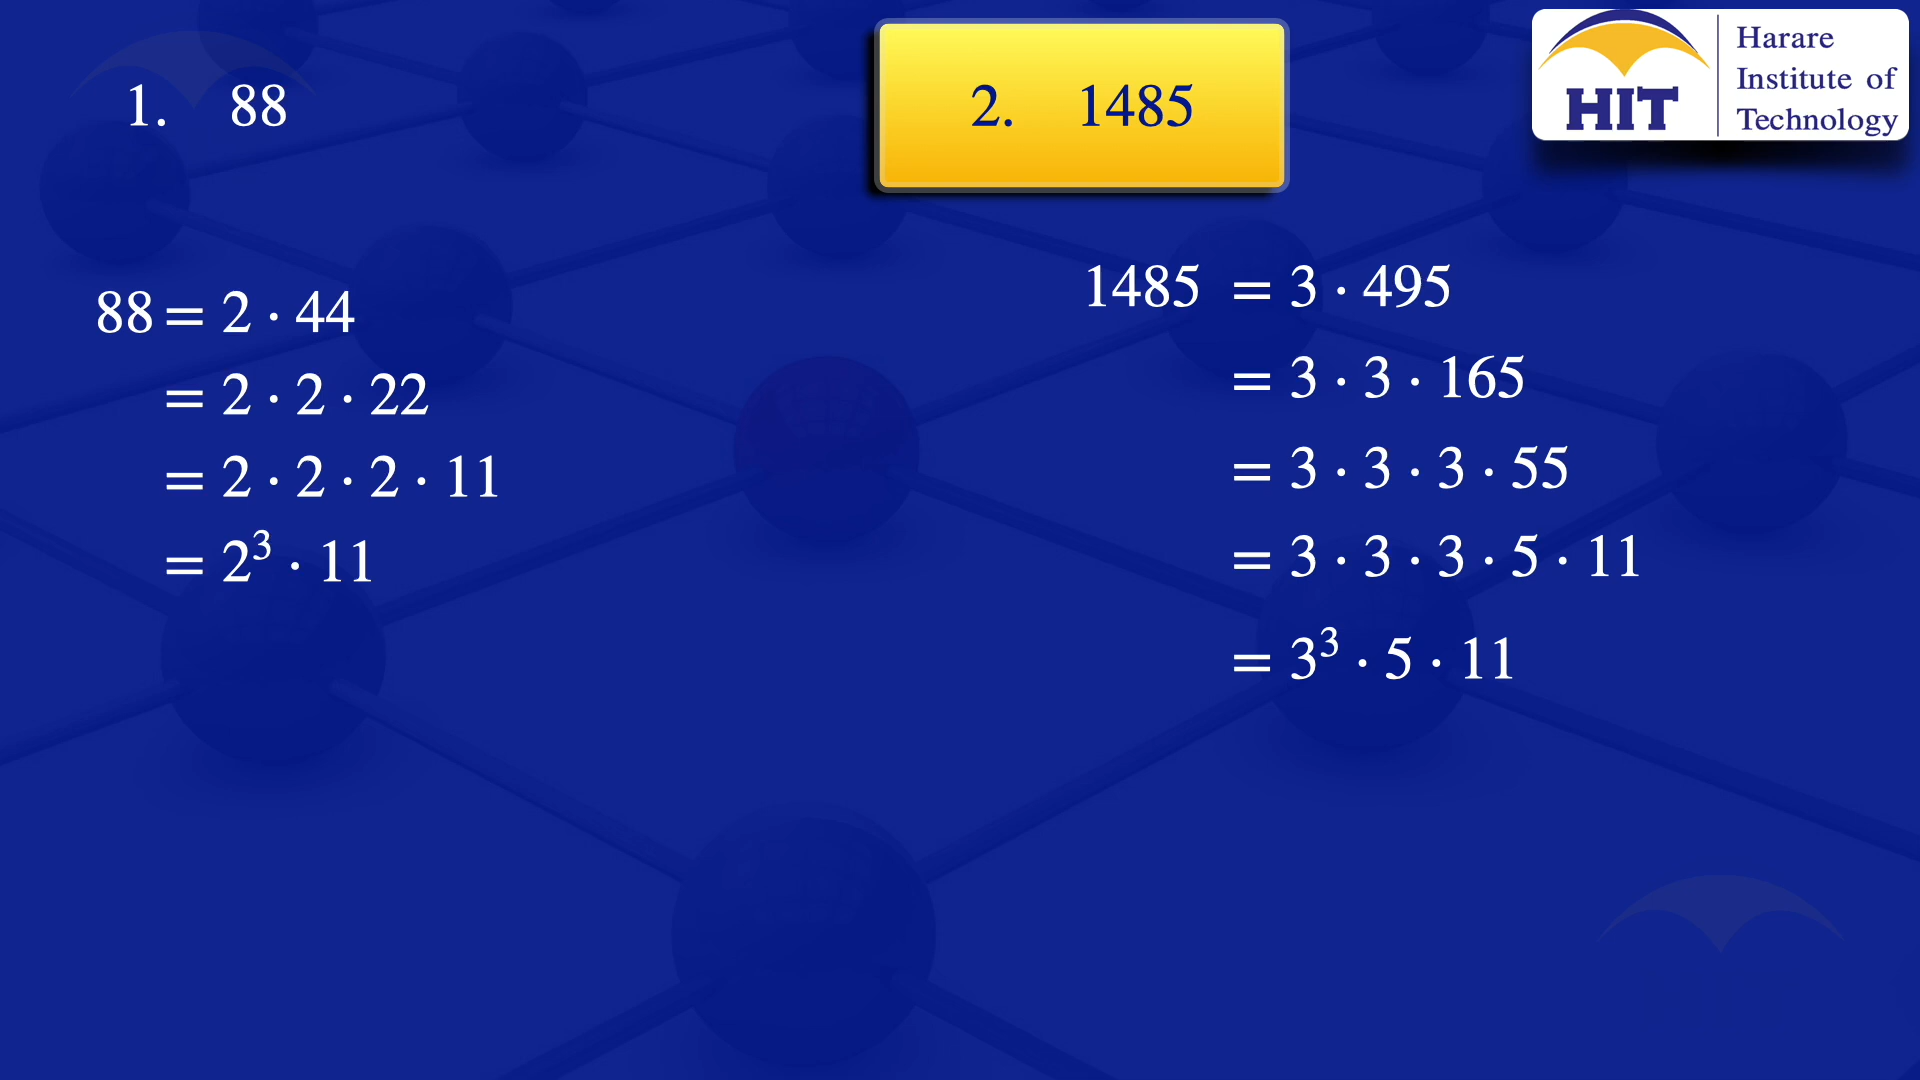 1. 88
88 = 2 · 44
= 2 · 2 · 22
= 2 · 2 · 2 · 11
= 2³ · 11
2. 1485
1485 = 3 · 495
= 3 · 3 · 165
= 3 · 3 · 3 · 55
= 3 · 3 · 3 · 5 · 11
= 3³ · 5 · 11
HIT
Harare
Institute of
Technology